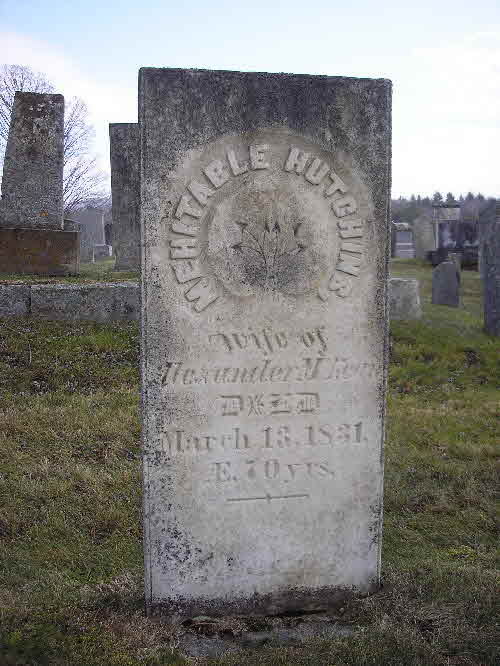 MEHITABLE HUTCHINS,
Wife of
Alexander
DIED
March 13, 1831,
Æ. 70 yrs.